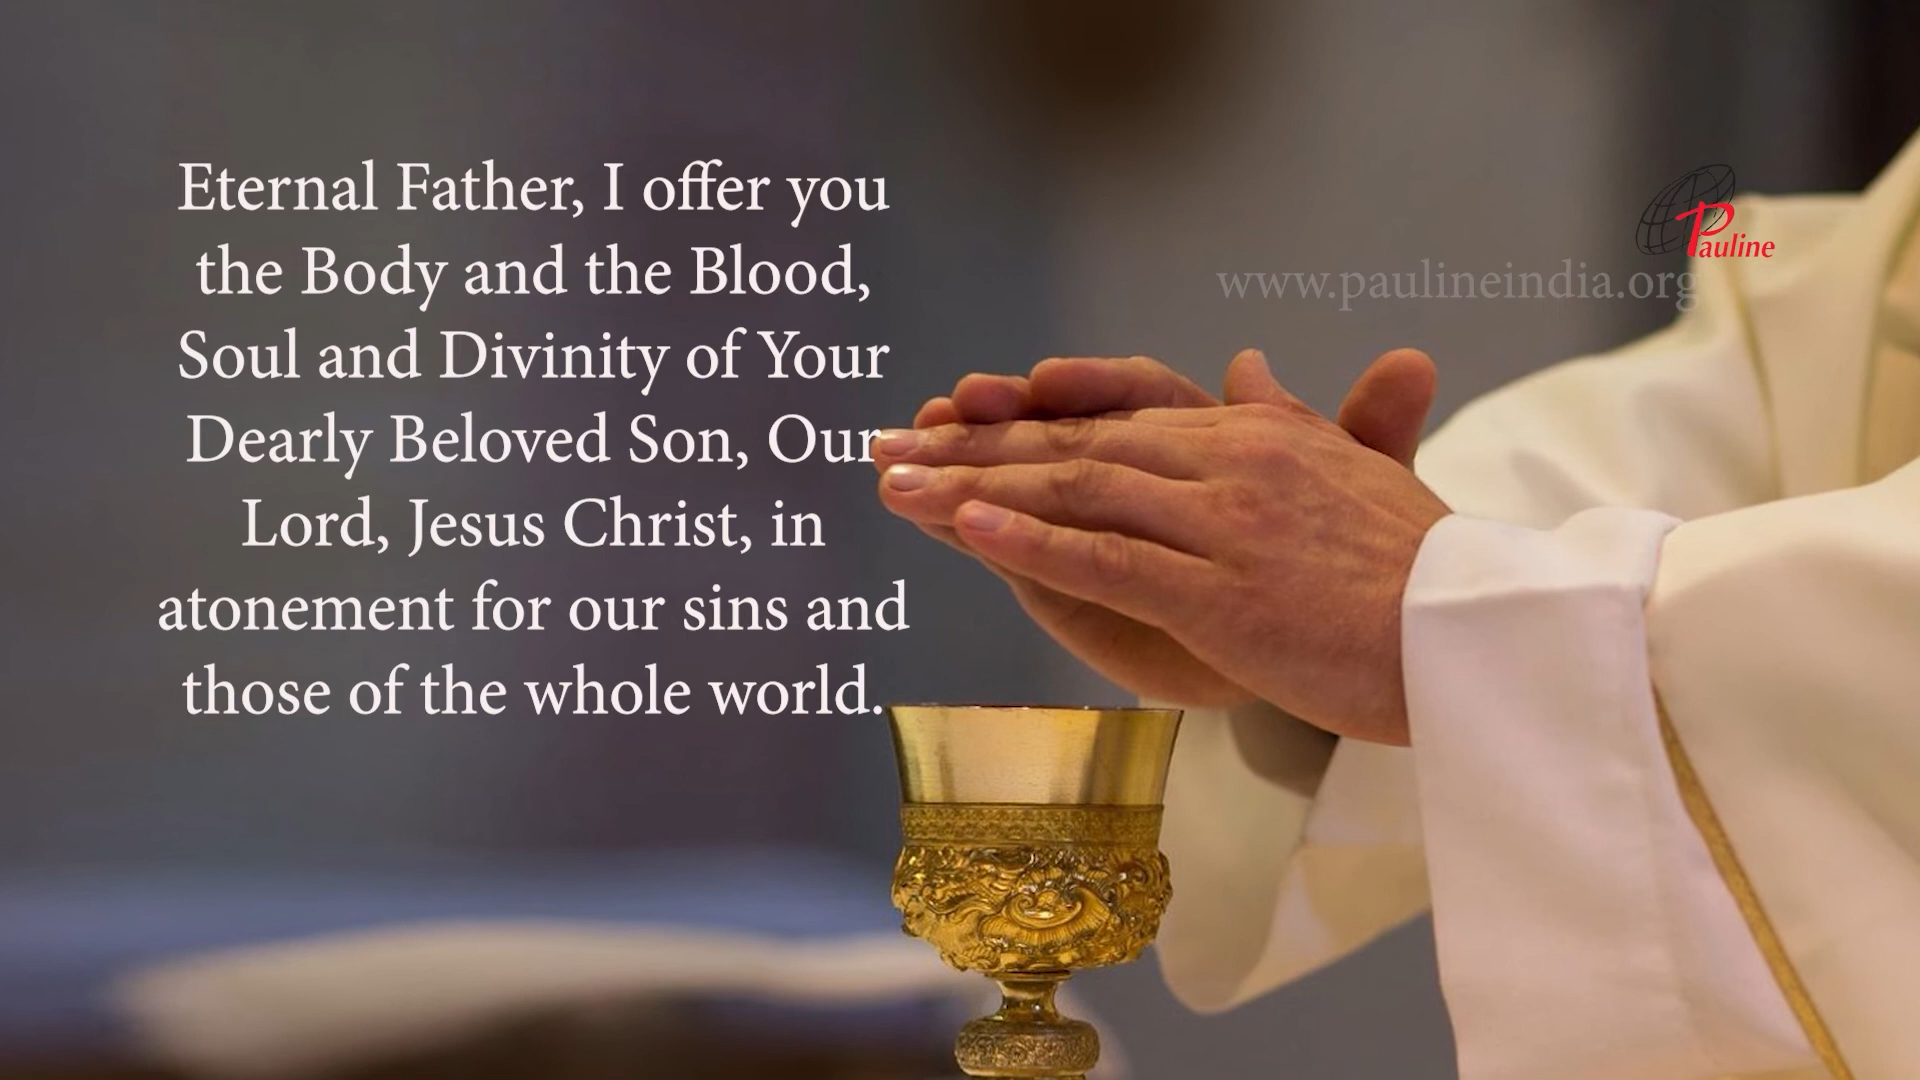 Eternal Father, I offer you
the Body and the Blood,
Soul and Divinity of Your
Dearly Beloved Son, Our
Lord, Jesus Christ, in
atonement for our sins and
those of the whole world.
Pauline
www.paulineindia.org